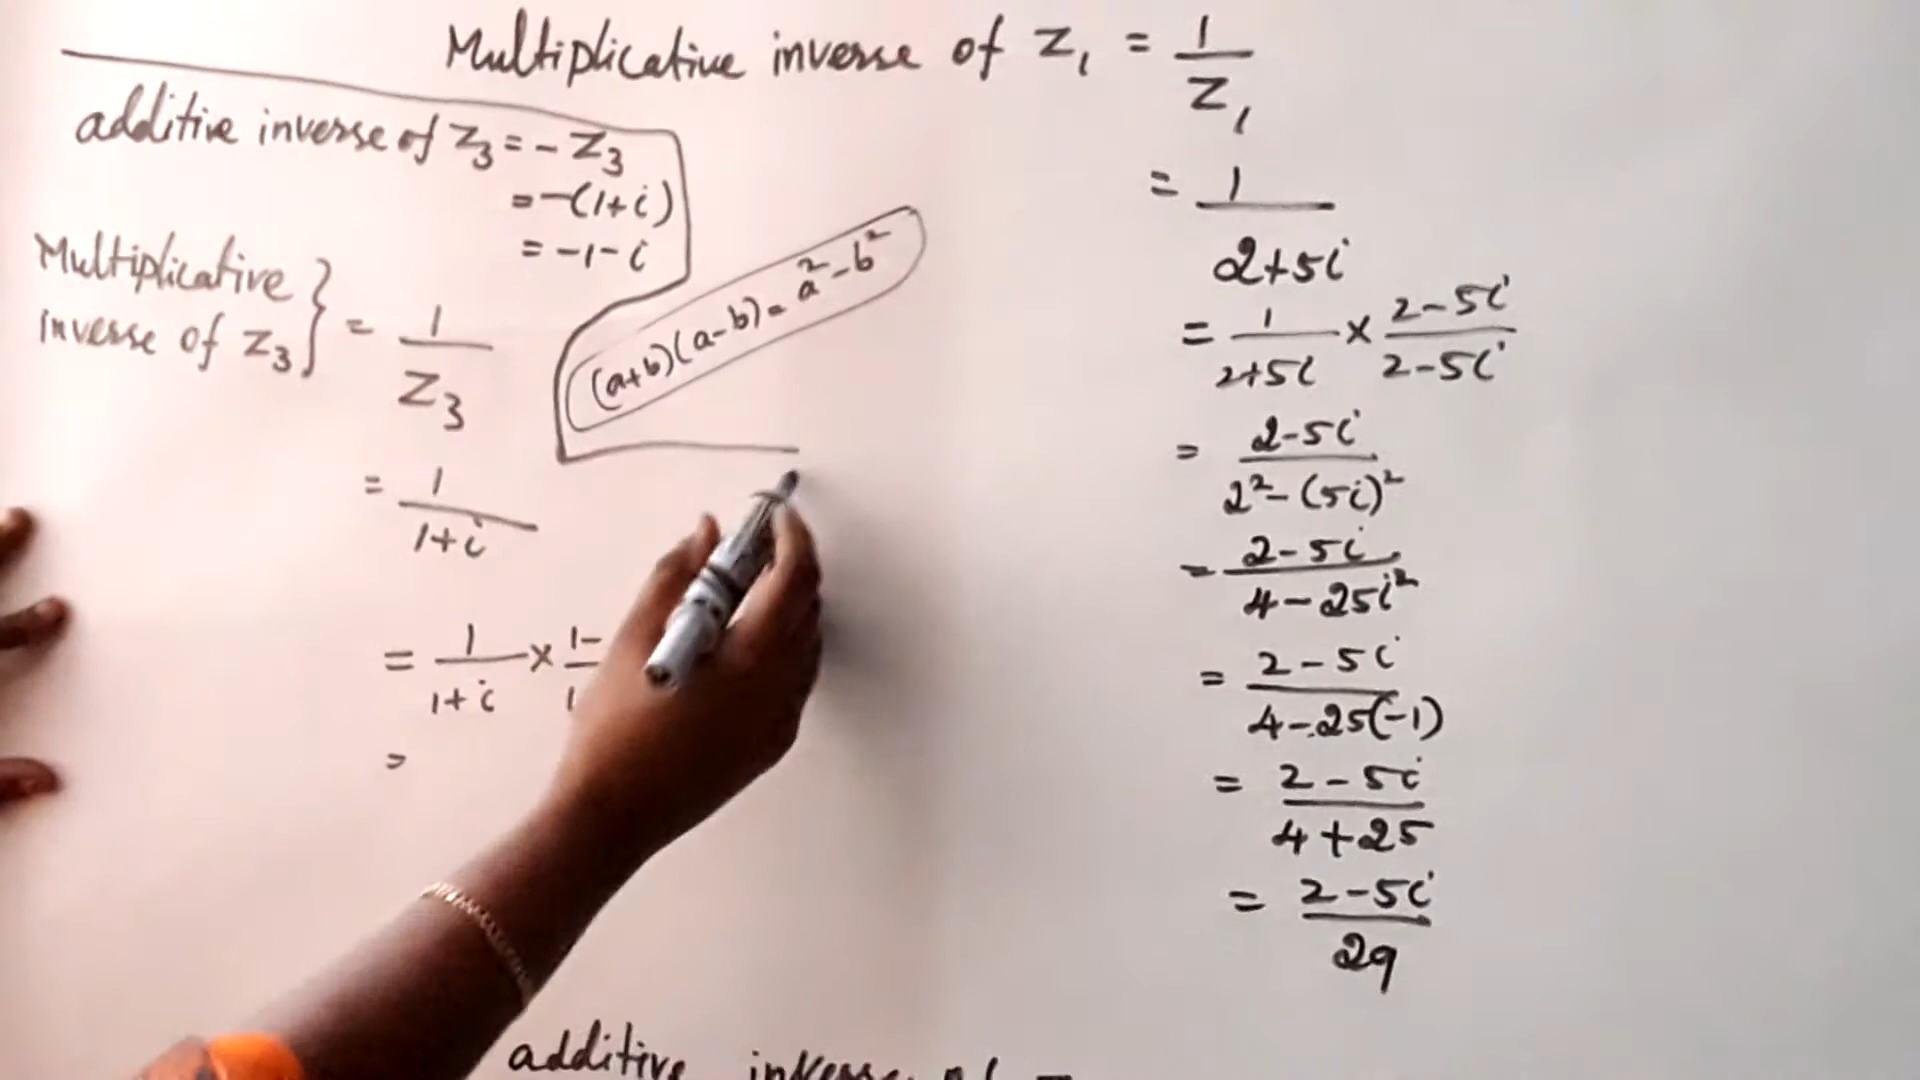 Multiplicative inverse of Z₁ = 1/Z₁
= 1/2+5i
= 1/2+5i × 2-5i/2-5i
= 2-5i/2²-(5i)²
= 2-5i/4-25i²
= 2-5i/4-25(-1)
= 2-5i/4+25
= 2-5i/29
additive inverse of Z₃ = -Z₃
= -(1+i)
= -1-i
(a+b)(a-b) = a²-b²
Multiplicative
inverse of Z₃ } = 1/Z₃
= 1/1+i
= 1/1+i × 1-/1
=
additive inverse of